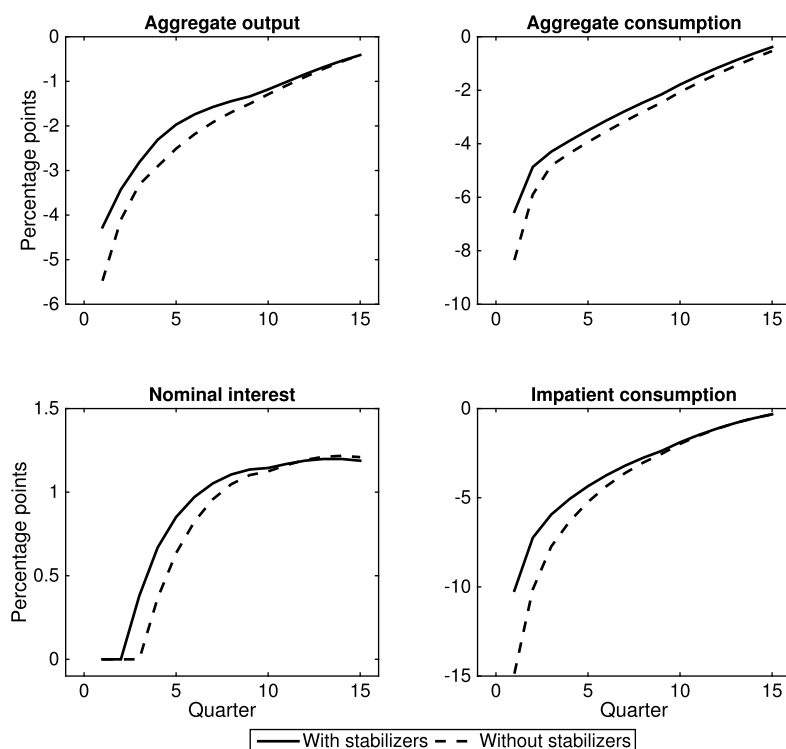 Aggregate output
0
-1
-2
-3
-4
-5
-6
Percentage points
0 5 10 15
Aggregate consumption
0
-2
-4
-6
-8
-10
0 5 10 15
Nominal interest
1.5
1
0.5
0
Percentage points
0 5 10 15
Quarter
Impatient consumption
0
-5
-10
-15
0 5 10 15
Quarter
With stabilizers Without stabilizers